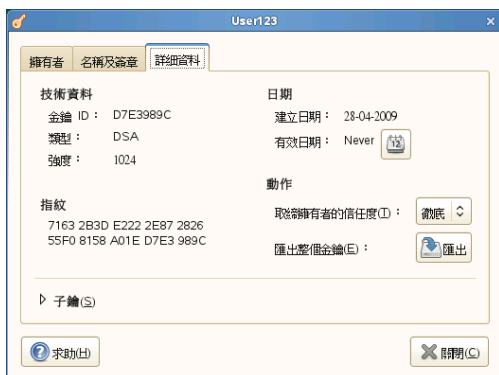 User123
擁有者 名稱及簽章 詳細資料
技術資料
金鑰 ID： D7E3989C
類型： DSA
強度： 1024
指紋
7163 2B3D E222 2E87 2826
55F0 8158 A01E D7E3 989C
日期
建立日期： 28-04-2009
有效日期： Never 12
動作
擁有者的信任度(T)： 徹底
匯出整個金鑰(E)： 匯出
子鑰(S)
求助(H)
關閉(C)